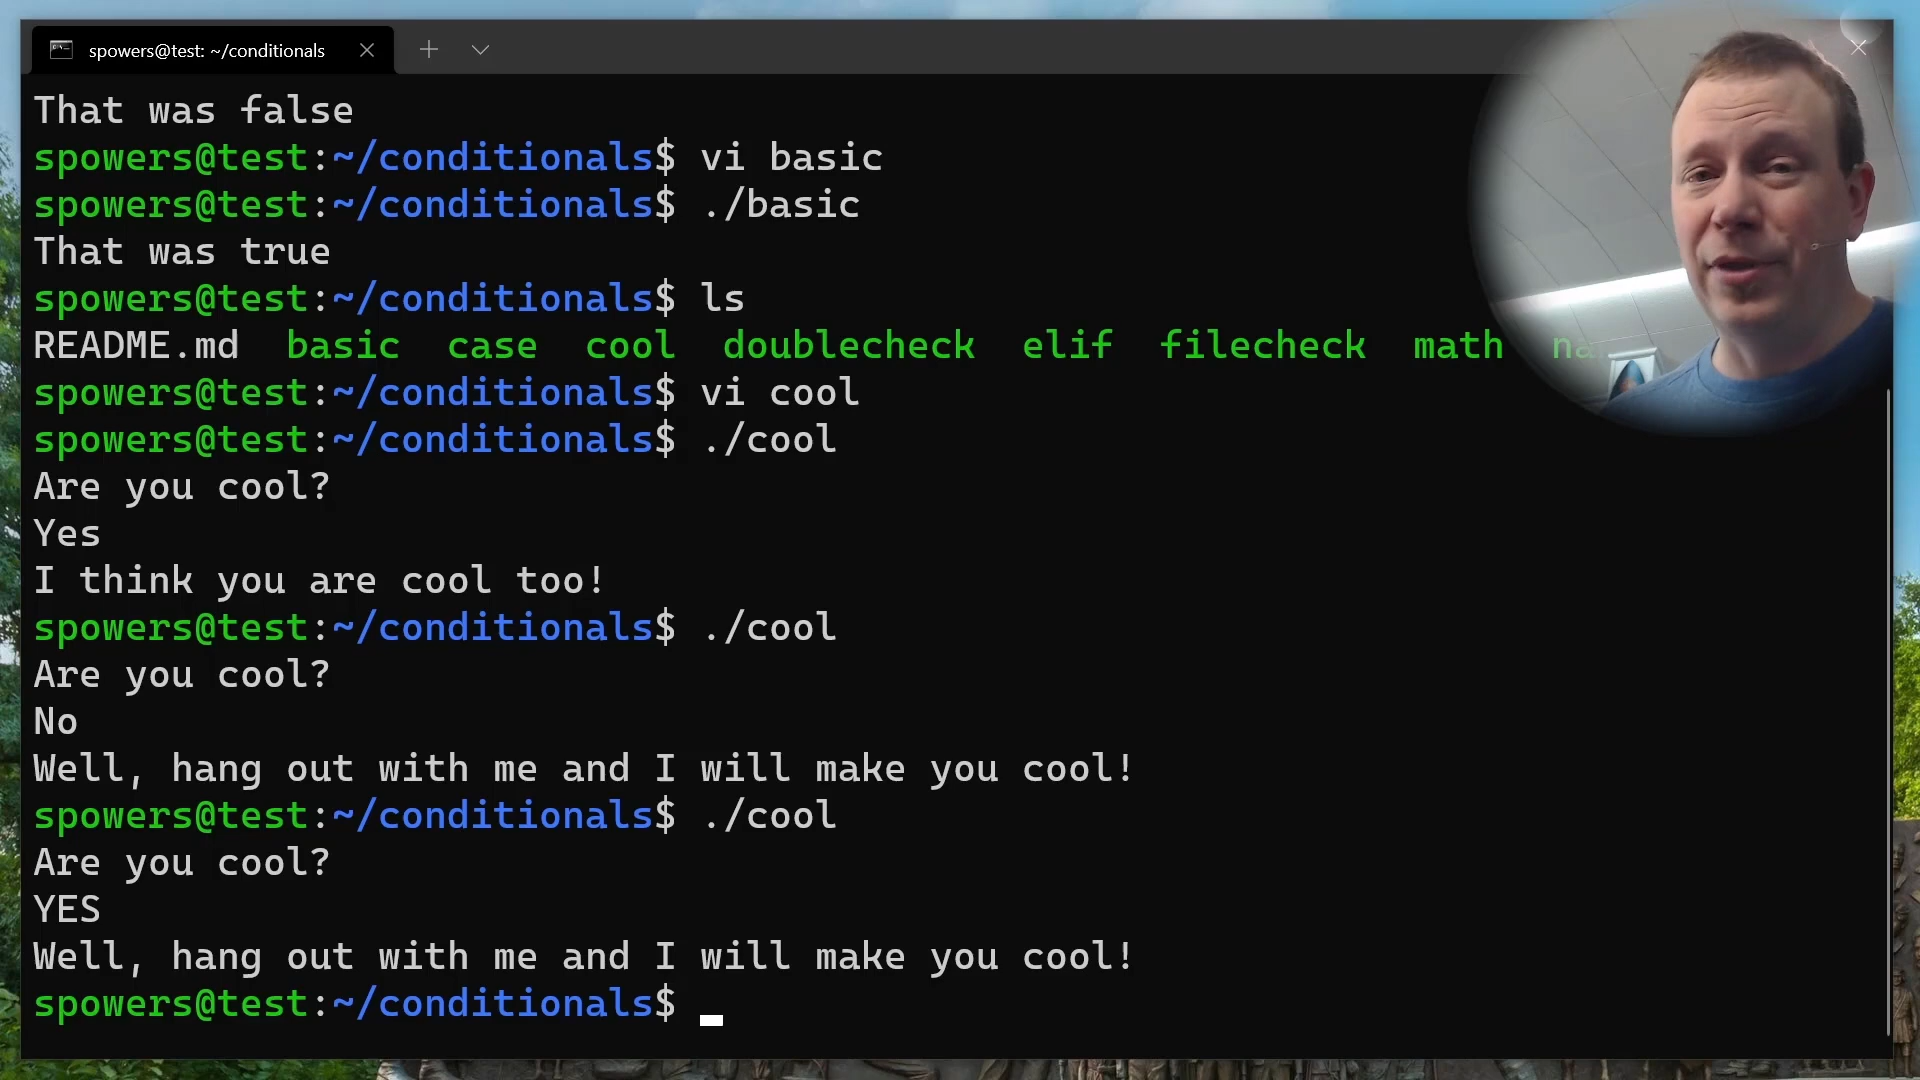 spowers@test: ~/conditionals
That was false
spowers@test:~/conditionals$ vi basic
spowers@test:~/conditionals$ ./basic
That was true
spowers@test:~/conditionals$ ls
README.md basic case cool doublecheck elif filecheck math
spowers@test:~/conditionals$ vi cool
spowers@test:~/conditionals$ ./cool
Are you cool?
Yes
I think you are cool too!
spowers@test:~/conditionals$ ./cool
Are you cool?
No
Well, hang out with me and I will make you cool!
spowers@test:~/conditionals$ ./cool
Are you cool?
YES
Well, hang out with me and I will make you cool!
spowers@test:~/conditionals$